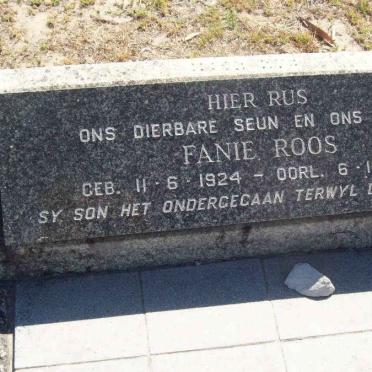 HIER RUS
ONS DIERBARE SEUN EN ONS
FANIE ROOS
GEB. 11·6·1924 – OORL. 6·1
SY SON HET ONDERGEGAAN TERWYL